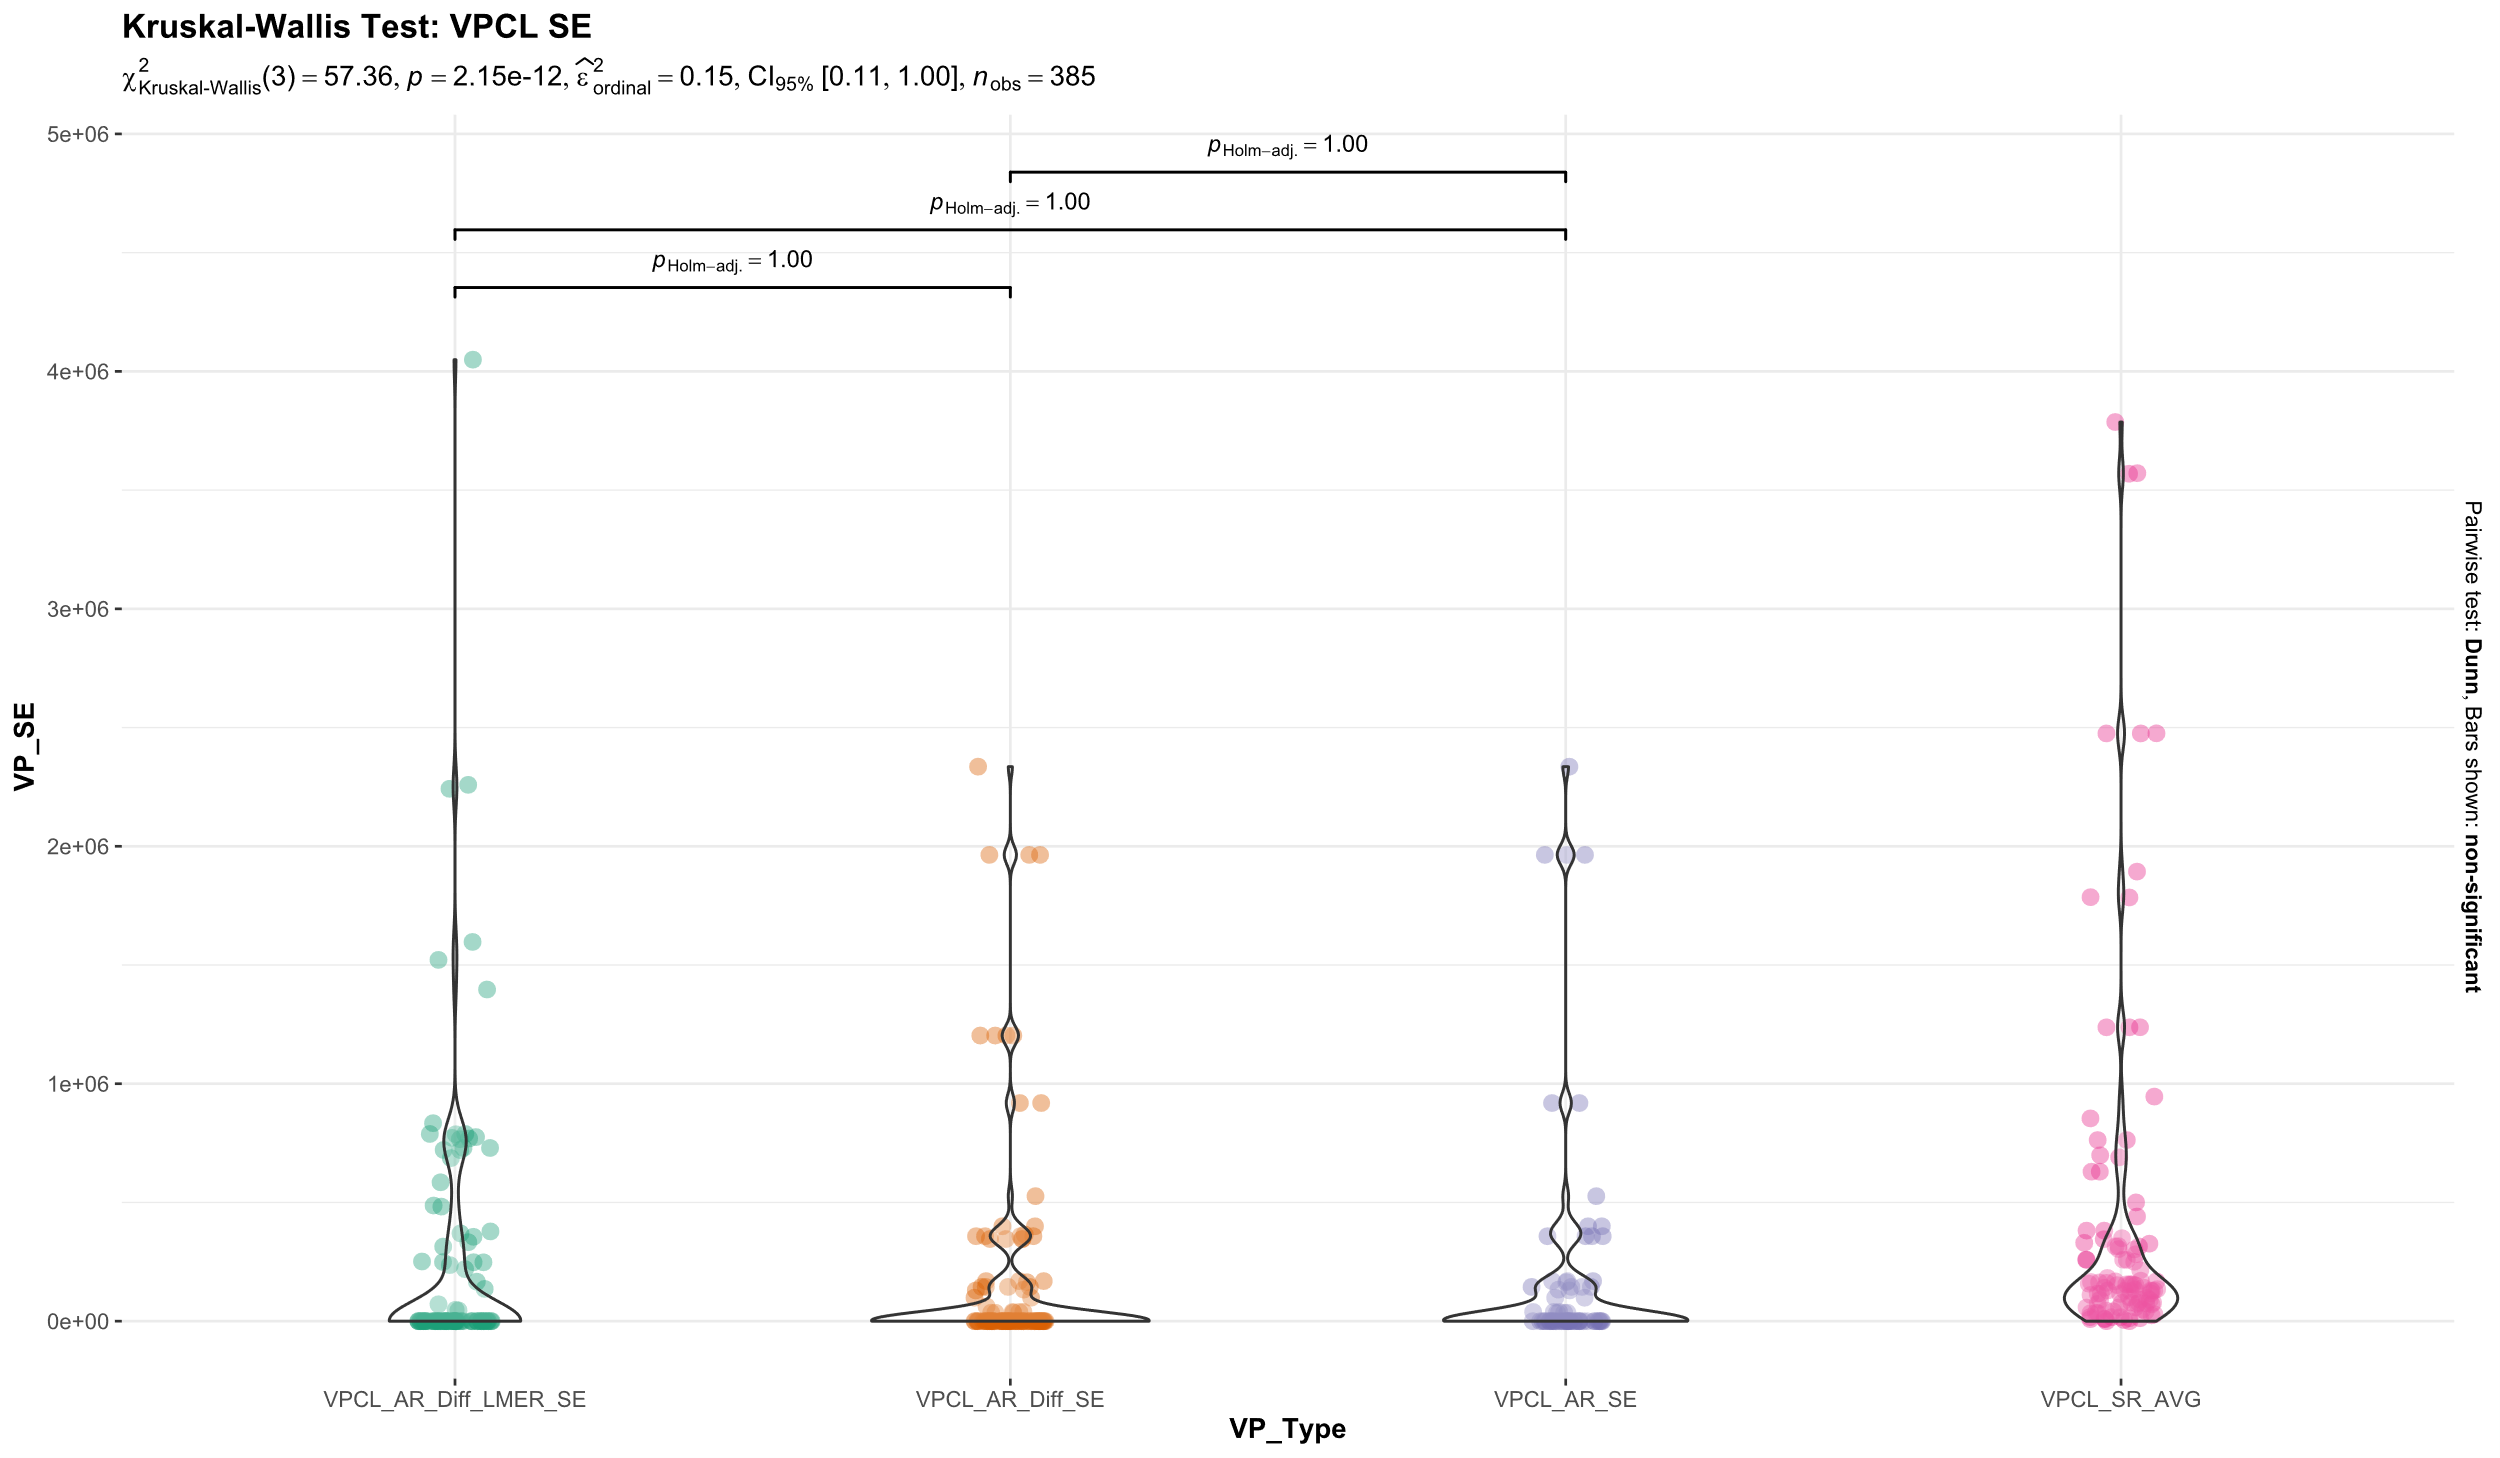 Kruskal-Wallis Test: VPCL SE
χ²Kruskal-Wallis(3) = 57.36, p = 2.15e-12, ε̂²ordinal = 0.15, CI95% [0.11, 1.00], nobs = 385
5e+06
4e+06
3e+06
2e+06
1e+06
0e+00
VP_SE
pHolm−adj. = 1.00
pHolm−adj. = 1.00
pHolm−adj. = 1.00
Pairwise test: Dunn, Bars shown: non-significant
VPCL_AR_Diff_LMER_SE
VPCL_AR_Diff_SE
VPCL_AR_SE
VPCL_SR_AVG
VP_Type